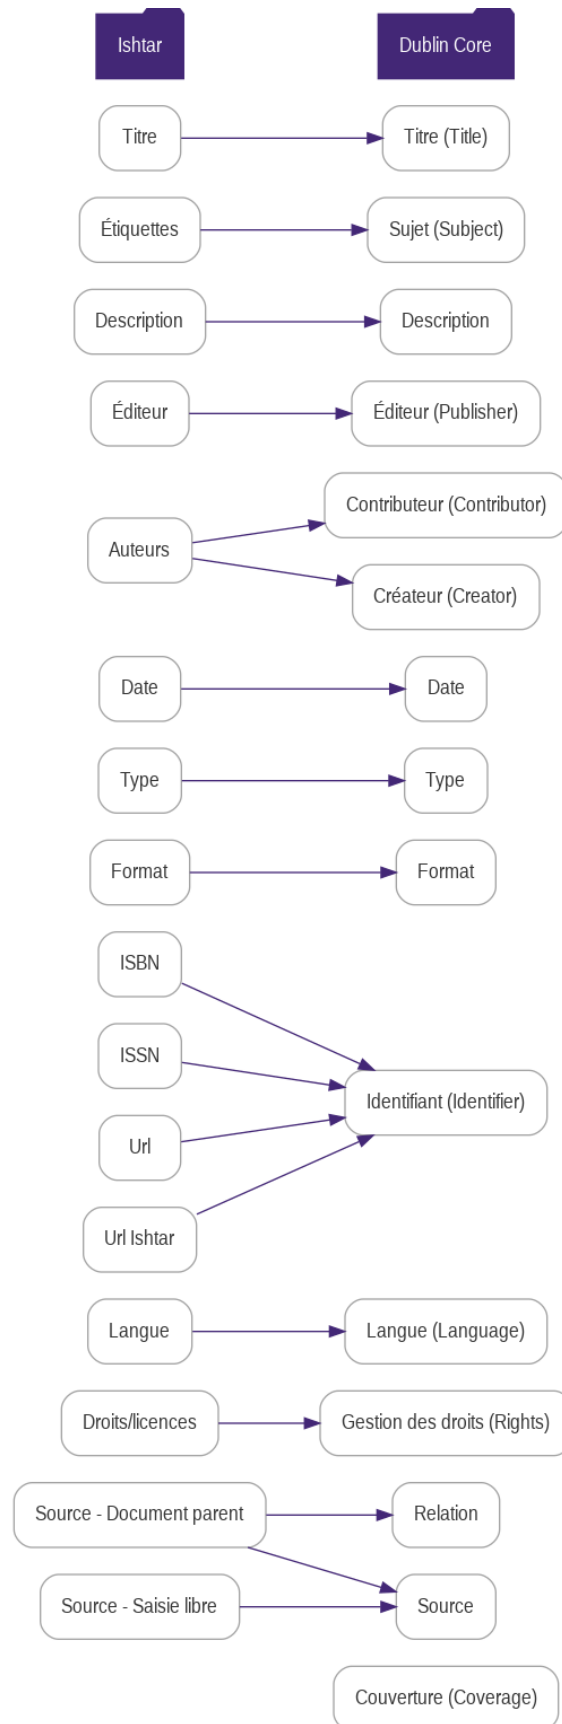 Ishtar
Dublin Core
Titre
Titre (Title)
Étiquettes
Sujet (Subject)
Description
Description
Éditeur
Éditeur (Publisher)
Auteurs
Contributeur (Contributor)
Créateur (Creator)
Date
Date
Type
Type
Format
Format
ISBN
ISSN
Url
Url Ishtar
Identifiant (Identifier)
Langue
Langue (Language)
Droits/licences
Gestion des droits (Rights)
Source - Document parent
Relation
Source - Saisie libre
Source
Couverture (Coverage)